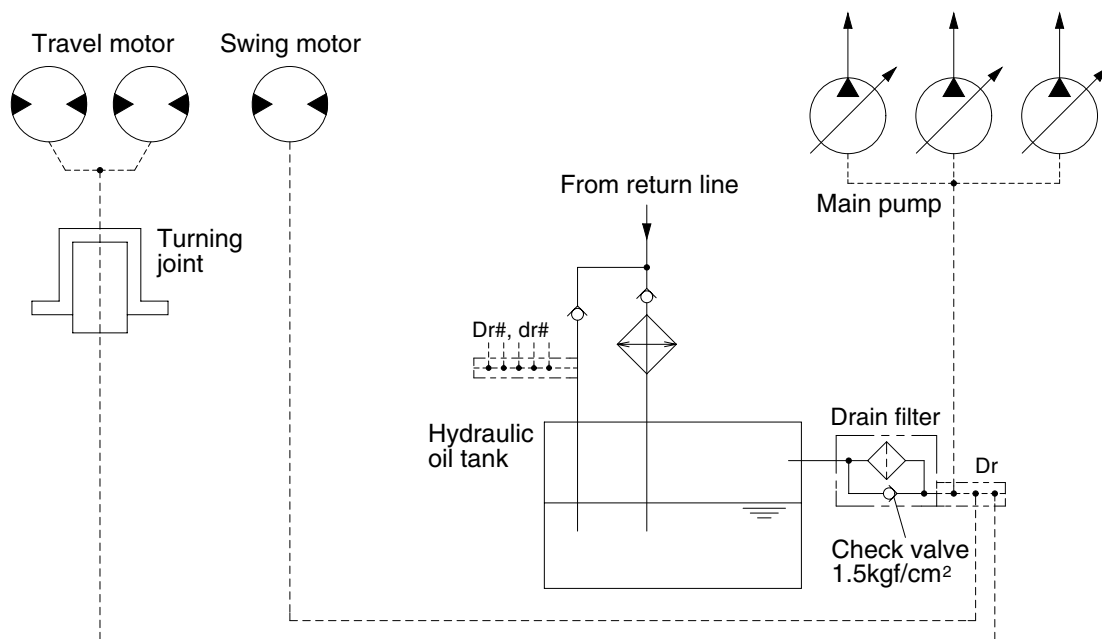 Travel motor
Swing motor
From return line
Main pump
Turning
joint
Dr#, dr#
Drain filter
Hydraulic
oil tank
Dr
Check valve
1.5kgf/cm²